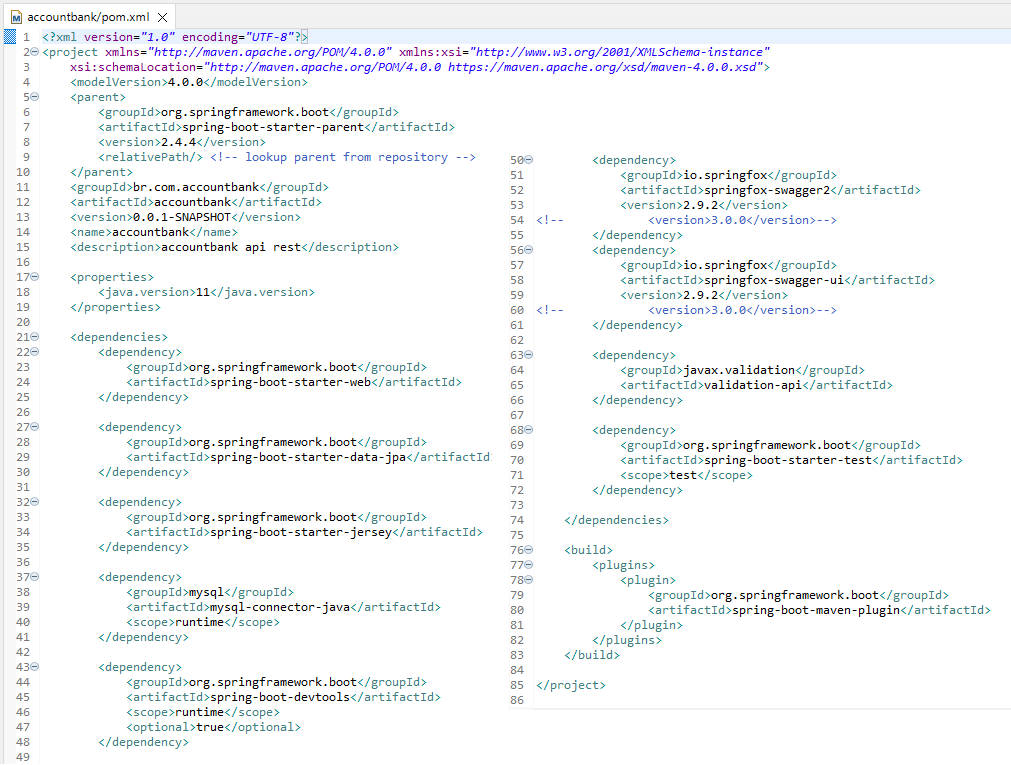 accountbank/pom.xml
1 <?xml version="1.0" encoding="UTF-8"?>
2 <project xmlns="http://maven.apache.org/POM/4.0.0" xmlns:xsi="http://www.w3.org/2001/XMLSchema-instance"
3 xsi:schemaLocation="http://maven.apache.org/POM/4.0.0 https://maven.apache.org/xsd/maven-4.0.0.xsd">
4 <modelVersion>4.0.0</modelVersion>
5 <parent>
6 <groupId>org.springframework.boot</groupId>
7 <artifactId>spring-boot-starter-parent</artifactId>
8 <version>2.4.4</version>
9 <relativePath/> <!-- lookup parent from repository -->
10 </parent>
11 <groupId>br.com.accountbank</groupId>
12 <artifactId>accountbank</artifactId>
13 <version>0.0.1-SNAPSHOT</version>
14 <name>accountbank</name>
15 <description>accountbank api rest</description>
16
17 <properties>
18 <java.version>11</java.version>
19 </properties>
20
21 <dependencies>
22 <dependency>
23 <groupId>org.springframework.boot</groupId>
24 <artifactId>spring-boot-starter-web</artifactId>
25 </dependency>
26
27 <dependency>
28 <groupId>org.springframework.boot</groupId>
29 <artifactId>spring-boot-starter-data-jpa</artifactId
30 </dependency>
31
32 <dependency>
33 <groupId>org.springframework.boot</groupId>
34 <artifactId>spring-boot-starter-jersey</artifactId>
35 </dependency>
36
37 <dependency>
38 <groupId>mysql</groupId>
39 <artifactId>mysql-connector-java</artifactId>
40 <scope>runtime</scope>
41 </dependency>
42
43 <dependency>
44 <groupId>org.springframework.boot</groupId>
45 <artifactId>spring-boot-devtools</artifactId>
46 <scope>runtime</scope>
47 <optional>true</optional>
48 </dependency>
49
50 <dependency>
51 <groupId>io.springfox</groupId>
52 <artifactId>springfox-swagger2</artifactId>
53 <version>2.9.2</version>
54 <!-- <version>3.0.0</version>-->
55 </dependency>
56 <dependency>
57 <groupId>io.springfox</groupId>
58 <artifactId>springfox-swagger-ui</artifactId>
59 <version>2.9.2</version>
60 <!-- <version>3.0.0</version>-->
61 </dependency>
62
63 <dependency>
64 <groupId>javax.validation</groupId>
65 <artifactId>validation-api</artifactId>
66 </dependency>
67
68 <dependency>
69 <groupId>org.springframework.boot</groupId>
70 <artifactId>spring-boot-starter-test</artifactId>
71 <scope>test</scope>
72 </dependency>
73
74 </dependencies>
75
76 <build>
77 <plugins>
78 <plugin>
79 <groupId>org.springframework.boot</groupId>
80 <artifactId>spring-boot-maven-plugin</artifactId>
81 </plugin>
82 </plugins>
83 </build>
84
85 </project>
86